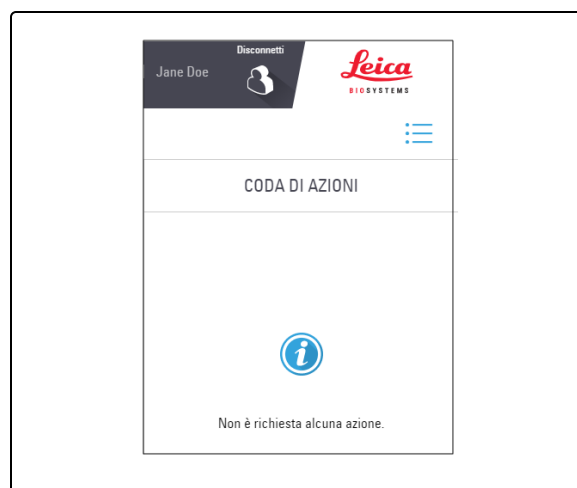 Disconnetti
Jane Doe
Leica
BIOSYSTEMS
CODA DI AZIONI
i
Non è richiesta alcuna azione.